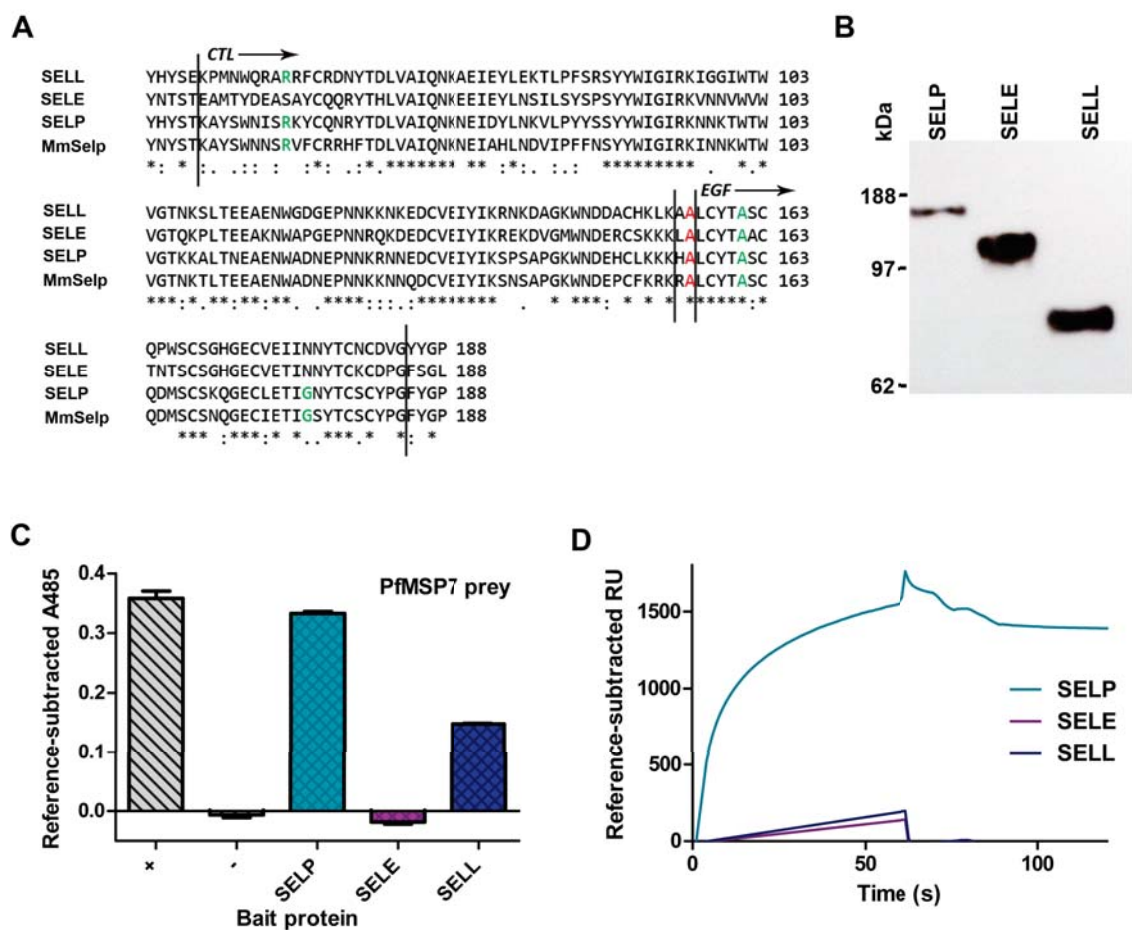 A
CTL
SELL YHYSEKPMNWQRARRFCRDNYTDLVAIQNKAEIEYLEKTLPFSRSYYWIGIRKIGGIWTW 103
SELE YNTSTEAMTYDEASAYCQQRYTHLVAIQNKEEIEYLNSILSYSPSYYWIGIRKVNNVWVW 103
SELP YHYSTKAYSWNISRKYCQNRYTDLVAIQNKNEIDYLNKVLPYYSSYYWIGIRKNNKTWTW 103
MmSelp YNYSTKAYSWNNSRVFCRRHFTDLVAIQNKNEIAHLNDVIPFFNSYYWIGIRKINNKWTW 103
EGF
SELL VGTNKSLTEEAENWGDGEPNNKKNKEDCVEIYIKRNKDAGKWNDDACHKLKAALCYTASC 163
SELE VGTQKPLTEEAKNWAPGEPNNRQKDEDCVEIYIKREKDVGMWNDERCSKKKLALCYTAAC 163
SELP VGTKKALTNEAENWADNEPNNKRNNEDCVEIYIKSPSAPGKWNDEHCLKKKHALCYTASC 163
MmSelp VGTNKTLTEEAENWADNEPNNKKNNQDCVEIYIKSNSAPGKWNDEPCFKRKRALCYTASC 163
SELL QPWSCSGHGECVEIINNYTCNCDVGYYGP 188
SELE TNTSCSGHGECVETINNYTCKCDPGFSGL 188
SELP QDMSCSKQGECLETIGNYTCSCYPGFYGP 188
MmSelp QDMSCSNQGECIETIGSYTCSCYPGFYGP 188
B
kDa SELP SELE SELL
188
97
62
C
PfMSP7 prey
Reference-subtracted A485
0.4
0.3
0.2
0.1
0.0
+ - SELP SELE SELL
Bait protein
D
Reference-subtracted RU
1500
1000
500
0
SELP
SELE
SELL
0 50 100
Time (s)